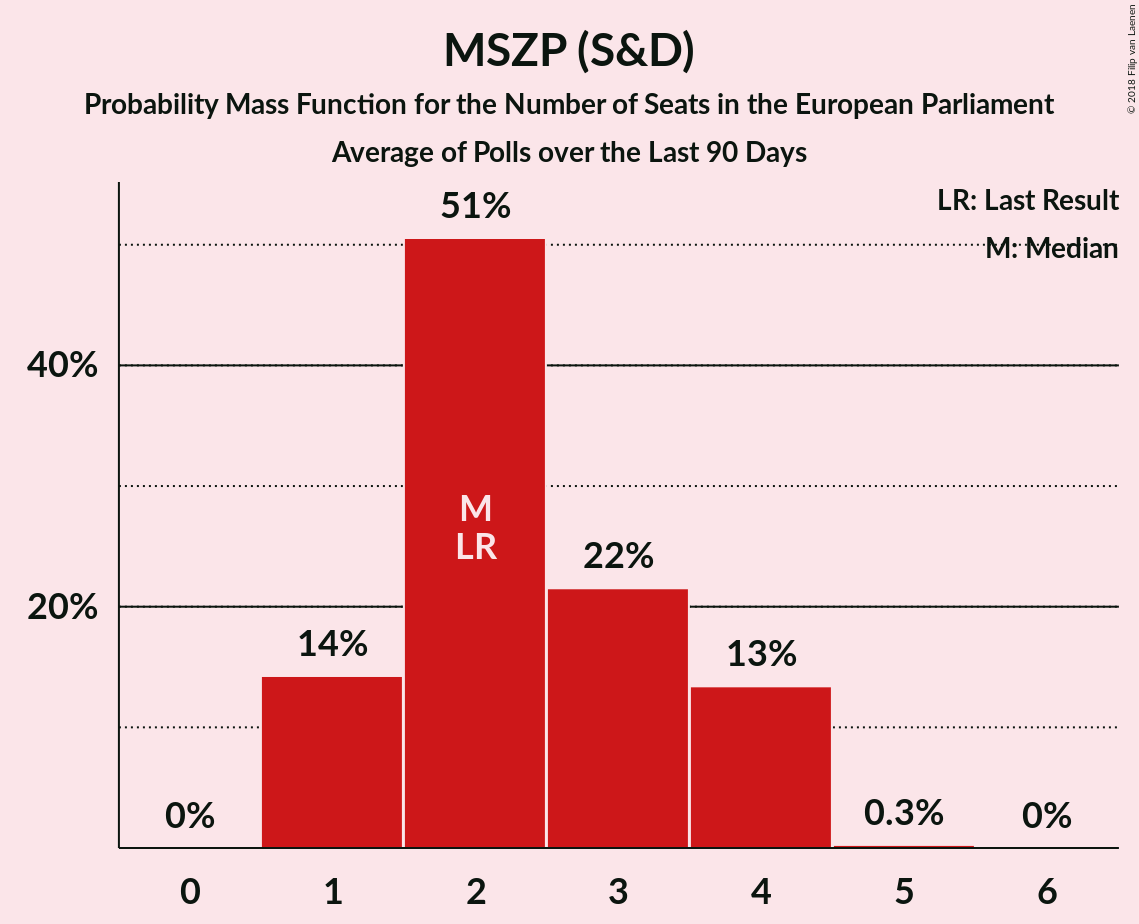 MSZP (S&D)
Probability Mass Function for the Number of Seats in the European Parliament
Average of Polls over the Last 90 Days
© 2018 Filip van Laenen
LR: Last Result
M: Median
51%
40%
M
LR
22%
20%
14%
13%
0%
0.3%
0%
0 1 2 3 4 5 6